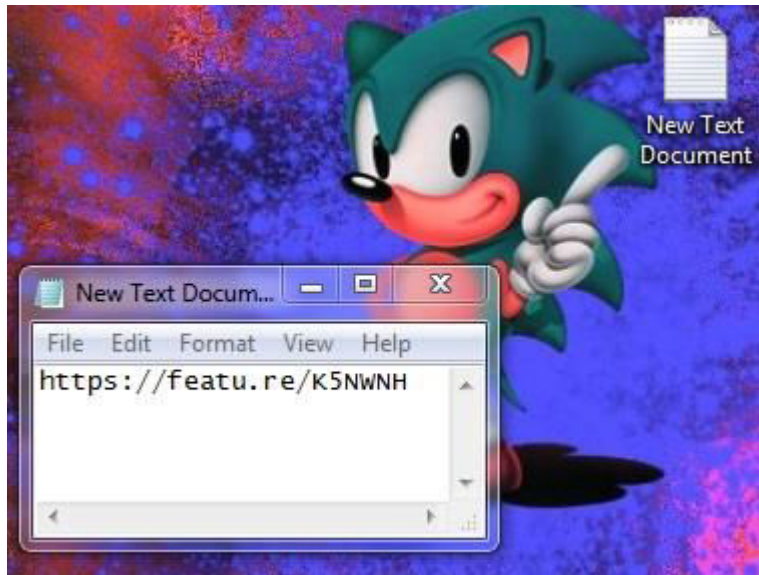 New Text
Document
New Text Docum...
File Edit Format View Help
https://featu.re/K5NWNH